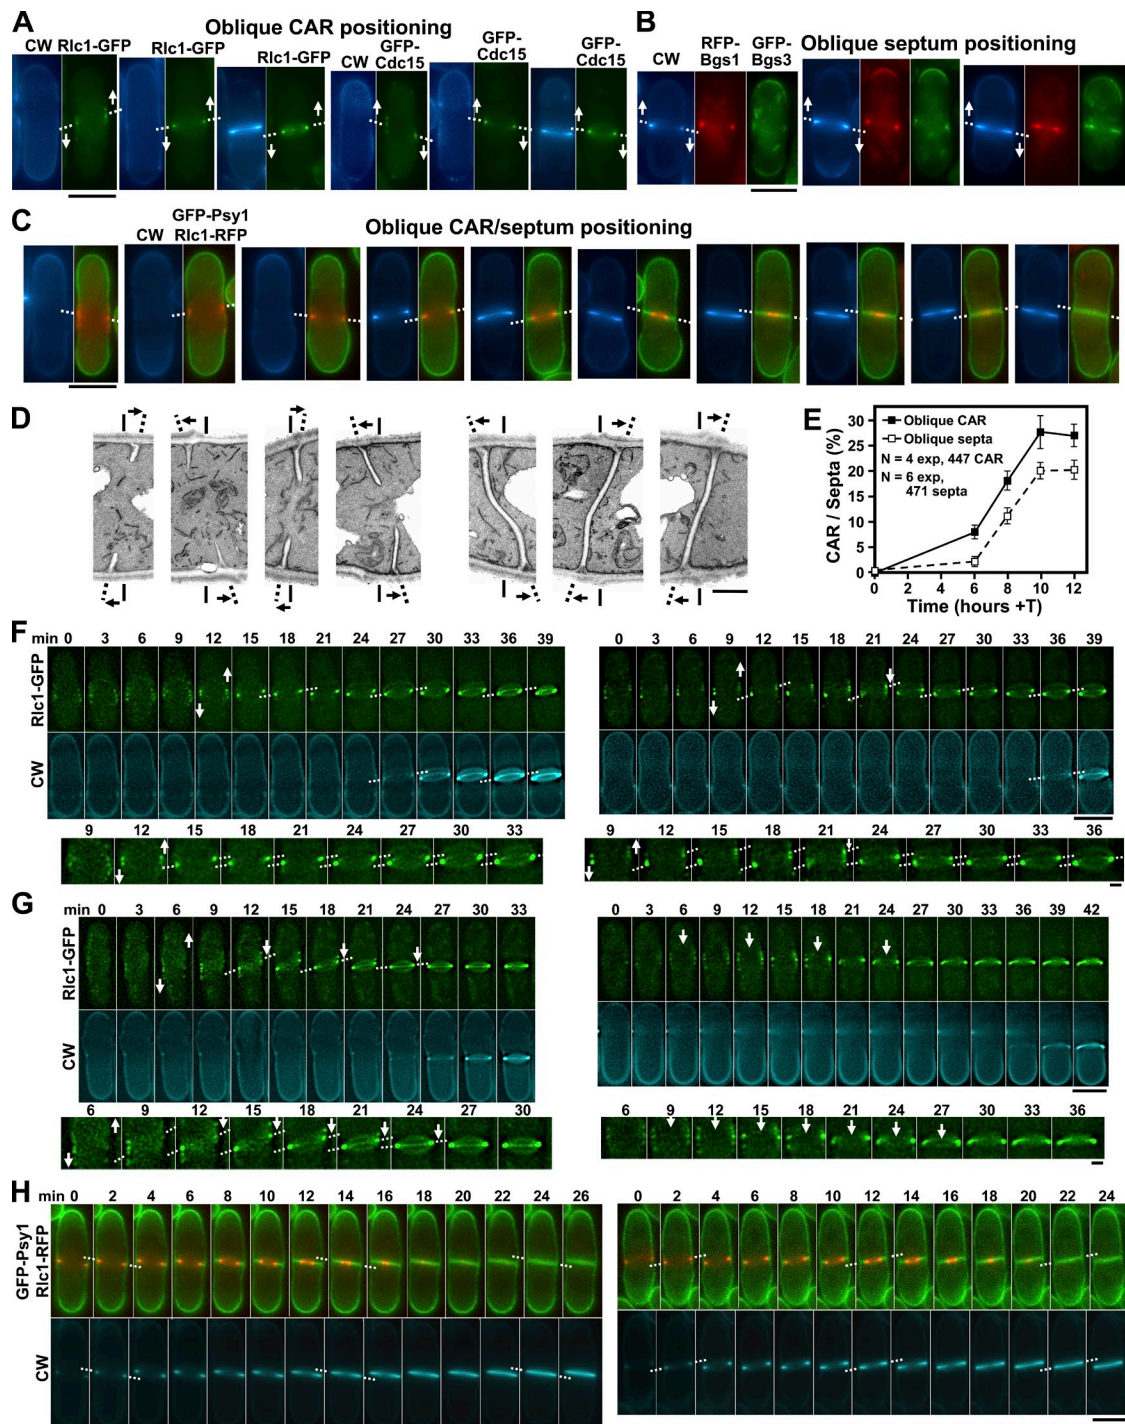 A
Oblique CAR positioning
CW Rlc1-GFP
Rlc1-GFP
Rlc1-GFP
CW
GFP-
Cdc15
GFP-
Cdc15
GFP-
Cdc15
B
CW
RFP-
Bgs1
GFP-
Bgs3
Oblique septum positioning
C
CW
GFP-Psy1
Rlc1-RFP
Oblique CAR/septum positioning
D
E
CAR / Septa (%)
30
25
20
15
10
5
0
Oblique CAR
Oblique septa
N = 4 exp, 447 CAR
N = 6 exp,
471 septa
0 2 4 6 8 10 12
Time (hours +T)
F
min 0 3 6 9 12 15 18 21 24 27 30 33 36 39
Rlc1-GFP
CW
9 12 15 18 21 24 27 30 33
0 3 6 9 12 15 18 21 24 27 30 33 36 39
9 12 15 18 21 24 27 30 33 36
G
min 0 3 6 9 12 15 18 21 24 27 30 33
Rlc1-GFP
CW
6 9 12 15 18 21 24 27 30
0 3 6 9 12 15 18 21 24 27 30 33 36 39 42
6 9 12 15 18 21 24 27 30 33 36
H
min 0 2 4 6 8 10 12 14 16 18 20 22 24 26
GFP-Psy1
Rlc1-RFP
CW
0 2 4 6 8 10 12 14 16 18 20 22 24